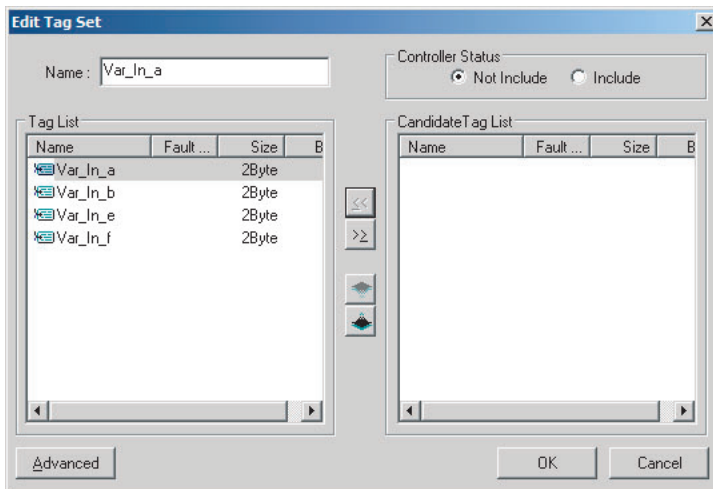 Edit Tag Set
Name : Var_In_a
Controller Status
Not Include Include
Tag List
Name Fault ... Size B
Var_In_a 2Byte
Var_In_b 2Byte
Var_In_e 2Byte
Var_In_f 2Byte
<<
>>
CandidateTag List
Name Fault ... Size B
Advanced
OK Cancel